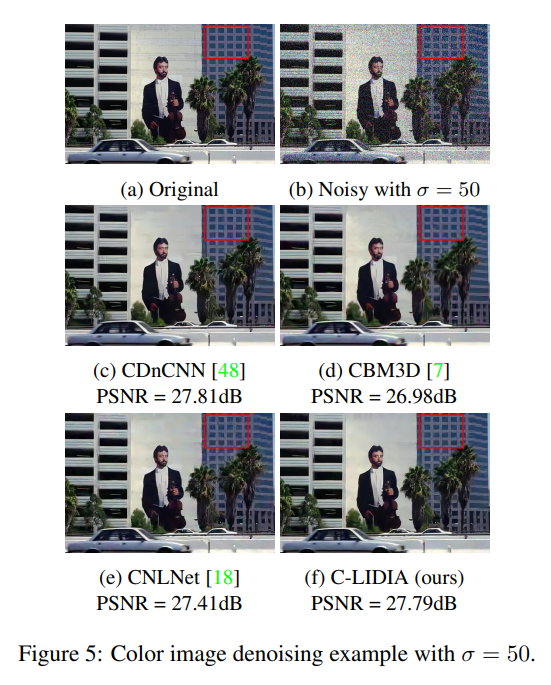 (a) Original
(b) Noisy with σ = 50
(c) CDnCNN [48]
PSNR = 27.81dB
(d) CBM3D [7]
PSNR = 26.98dB
(e) CNLNet [18]
PSNR = 27.41dB
(f) C-LIDIA (ours)
PSNR = 27.79dB
Figure 5: Color image denoising example with σ = 50.